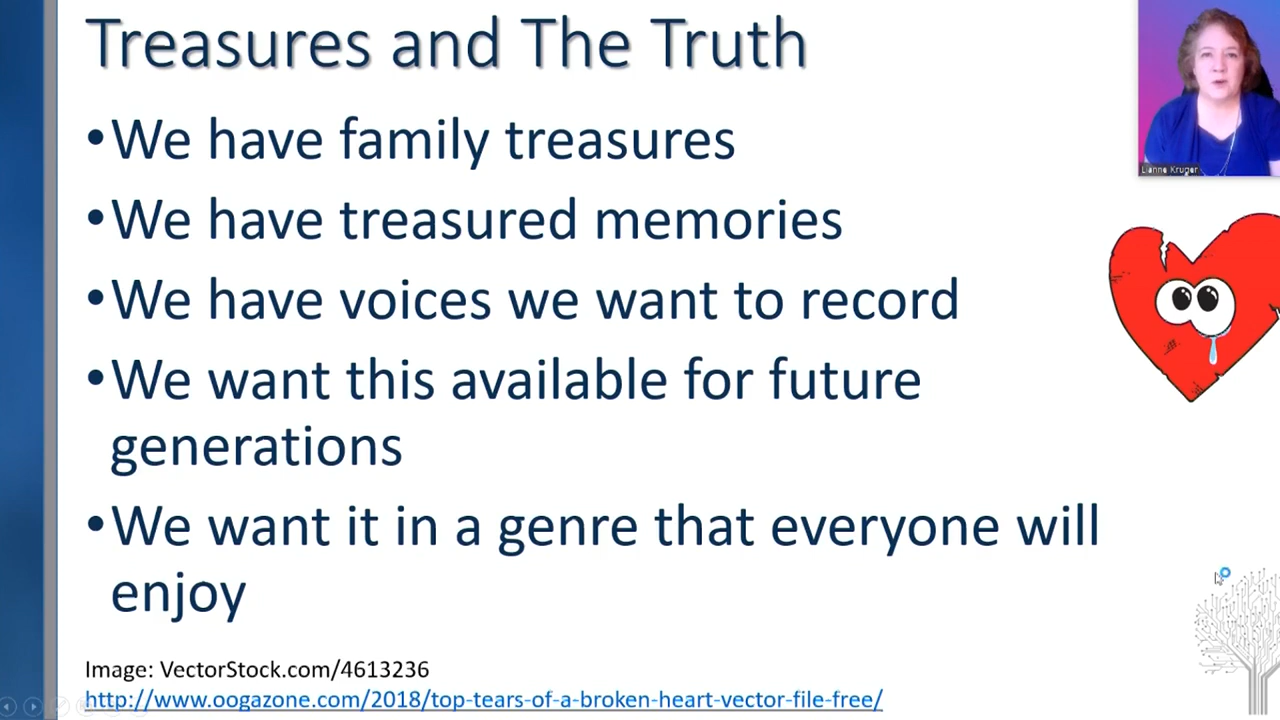 Treasures and The Truth
•We have family treasures
•We have treasured memories
•We have voices we want to record
•We want this available for future
generations
•We want it in a genre that everyone will
enjoy
Image: VectorStock.com/4613236
http://www.oogazone.com/2018/top-tears-of-a-broken-heart-vector-file-free/
Lianne Kruger